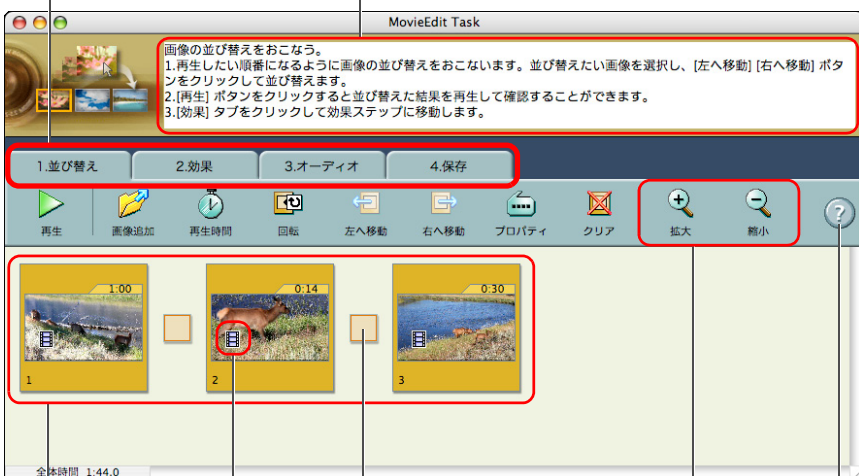 MovieEdit Task
画像の並び替えをおこなう。
1.再生したい順番になるように画像の並び替えをおこないます。並び替えたい画像を選択し、[左へ移動] [右へ移動] ボタ
ンをクリックして並び替えます。
2.[再生] ボタンをクリックすると並び替えた結果を再生して確認することができます。
3.[効果] タブをクリックして効果ステップに移動します。
1.並び替え 2.効果 3.オーディオ 4.保存
再生 画像追加 再生時間 回転 左へ移動 右へ移動 プロパティ クリア 拡大 縮小 ?
1:00 0:14 0:30
1 2 3
全体時間 1:44.0